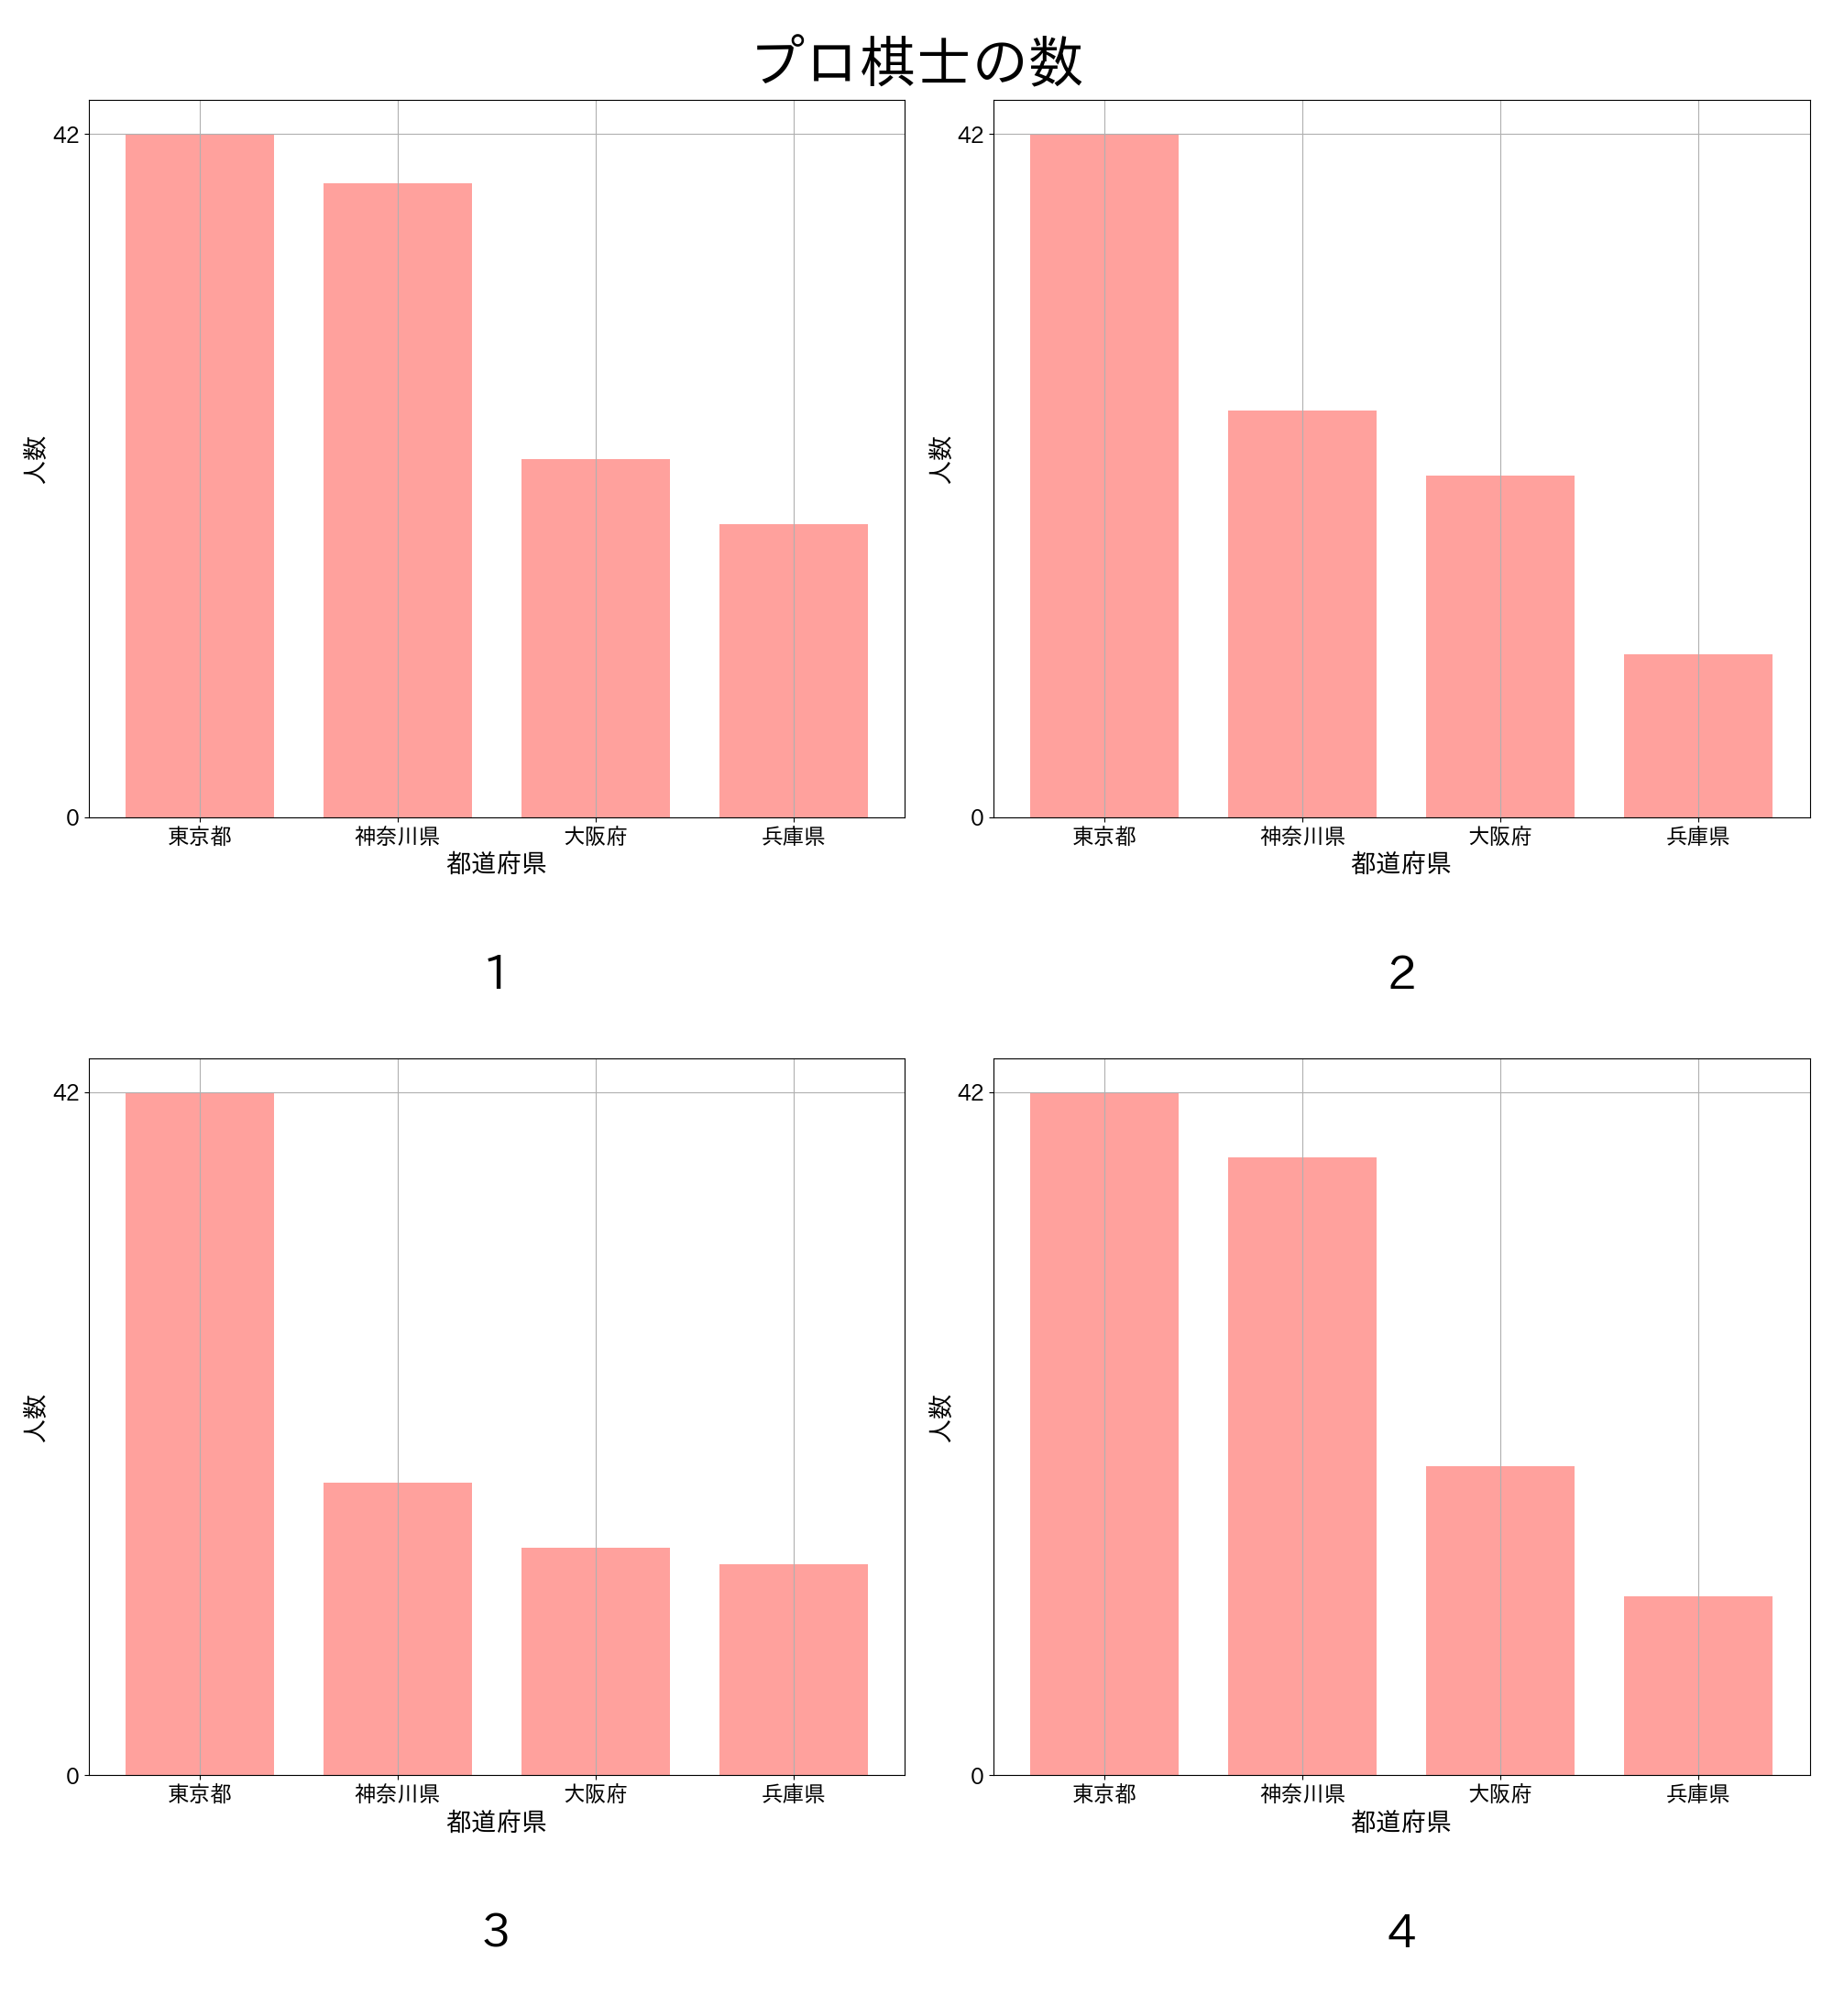 プロ棋士の数
42
人数
0
東京都 神奈川県 大阪府 兵庫県
都道府県
1
42
人数
0
東京都 神奈川県 大阪府 兵庫県
都道府県
2
42
人数
0
東京都 神奈川県 大阪府 兵庫県
都道府県
3
42
人数
0
東京都 神奈川県 大阪府 兵庫県
都道府県
4